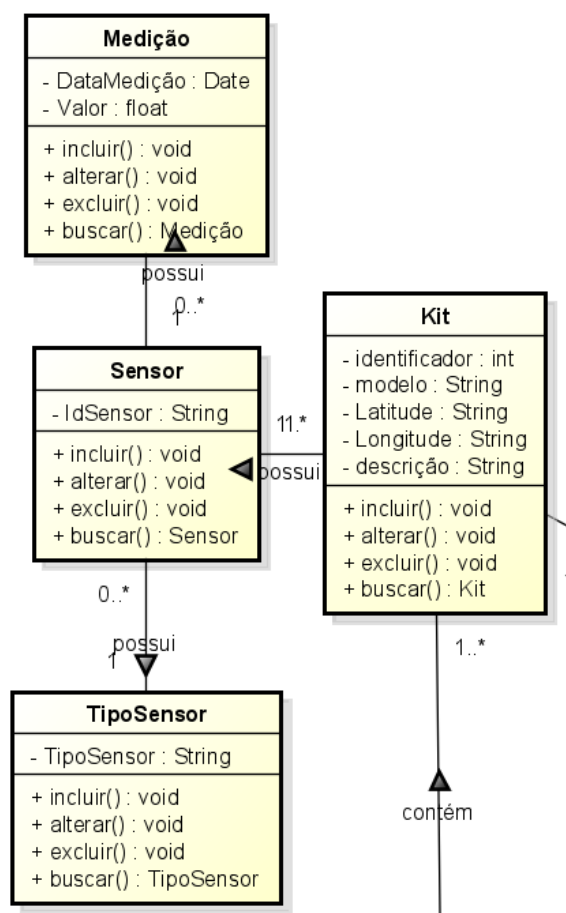 Medição
- DataMedição : Date
- Valor : float
+ incluir() : void
+ alterar() : void
+ excluir() : void
+ buscar() : Medição
possui
0..*
1
Sensor
- IdSensor : String
+ incluir() : void
+ alterar() : void
+ excluir() : void
+ buscar() : Sensor
11.*
possui
Kit
- identificador : int
- modelo : String
- Latitude : String
- Longitude : String
- descrição : String
+ incluir() : void
+ alterar() : void
+ excluir() : void
+ buscar() : Kit
0..*
possui
1
1..*
contém
TipoSensor
- TipoSensor : String
+ incluir() : void
+ alterar() : void
+ excluir() : void
+ buscar() : TipoSensor